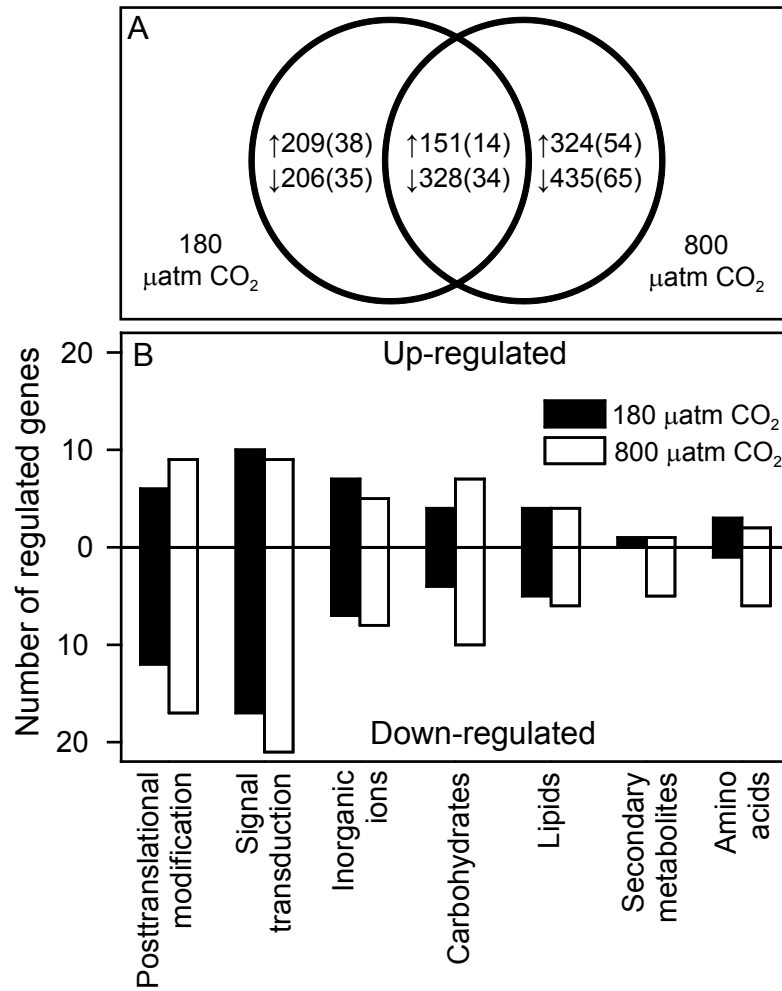 A
↑209(38) ↑151(14) ↑324(54)
↓206(35) ↓328(34) ↓435(65)
180
μatm CO₂
800
μatm CO₂
B
Up-regulated
180 μatm CO₂
800 μatm CO₂
Number of regulated genes
20
10
0
10
20
Down-regulated
Posttranslational
modification
Signal
transduction
Inorganic
ions
Carbohydrates
Lipids
Secondary
metabolites
Amino
acids